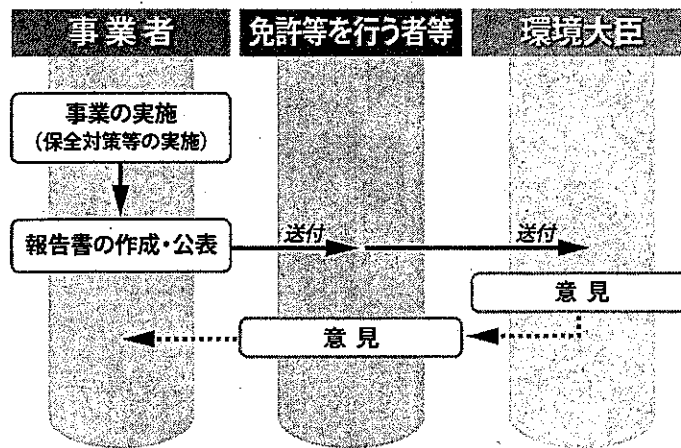 事業者
免許等を行う者等
環境大臣
事業の実施
(保全対策等の実施)
報告書の作成・公表
送付
送付
意見
意見